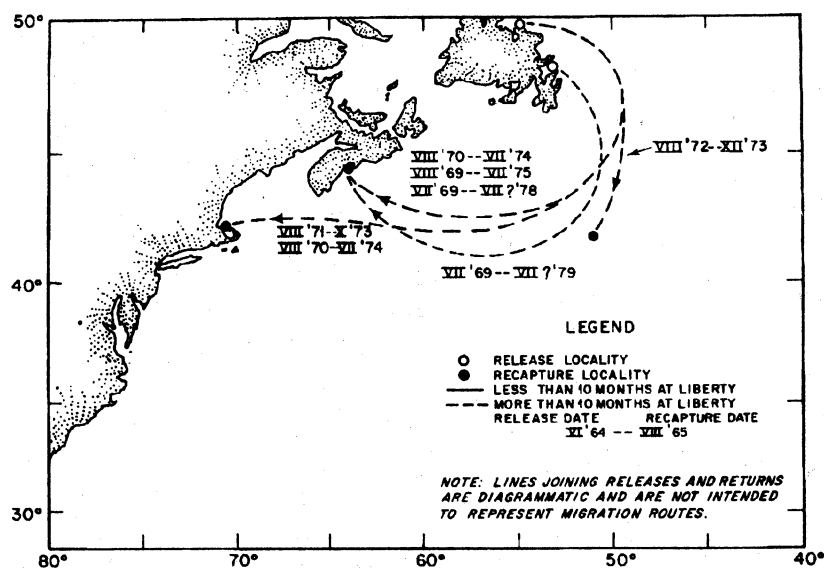 50°
40°
30°
80°
70°
60°
50°
40°
VIII '70--VII '74
VIII '69--VII '75
VII '69--VII ?'78
VIII '72--XII '73
VIII '71--X '73
VIII '70--VII '74
VII '69--VII ?'79
LEGEND
RELEASE LOCALITY
RECAPTURE LOCALITY
LESS THAN 10 MONTHS AT LIBERTY
MORE THAN 10 MONTHS AT LIBERTY
RELEASE DATE RECAPTURE DATE
VI '64 -- VIII '65
NOTE: LINES JOINING RELEASES AND RETURNS
ARE DIAGRAMMATIC AND ARE NOT INTENDED
TO REPRESENT MIGRATION ROUTES.